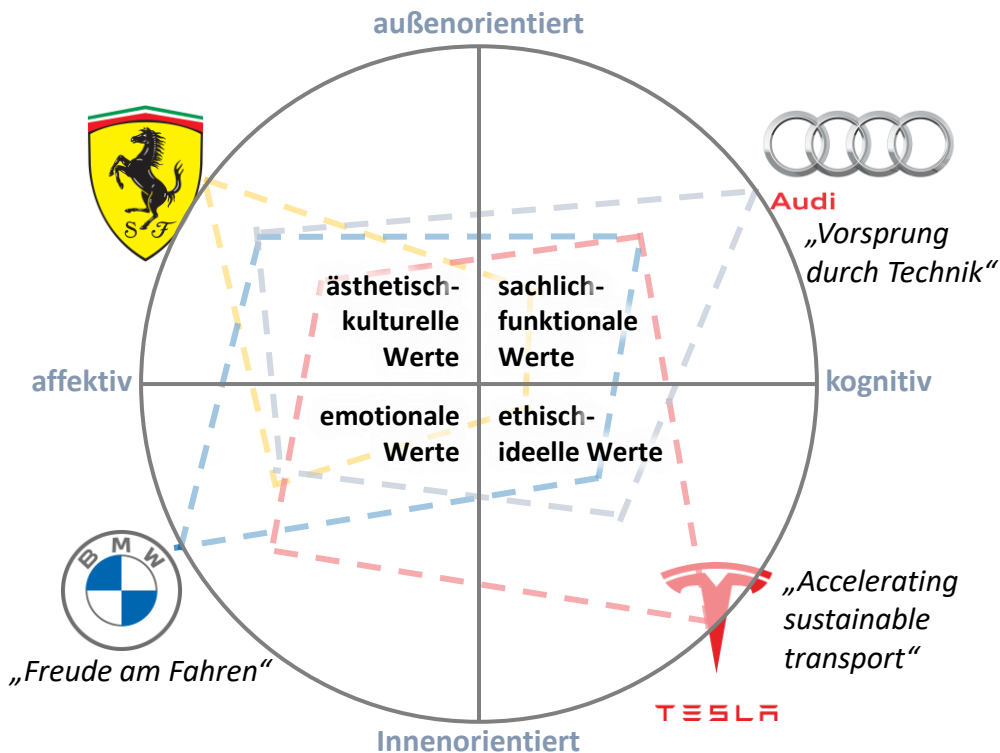 außenorientiert
S F
Audi
„Vorsprung
durch Technik“
ästhetisch-
kulturelle
Werte
sachlich-
funktionale
Werte
affektiv
kognitiv
emotionale
Werte
ethisch-
ideelle Werte
BMW
„Freude am Fahren“
„Accelerating
sustainable
transport“
TESLA
Innenorientiert